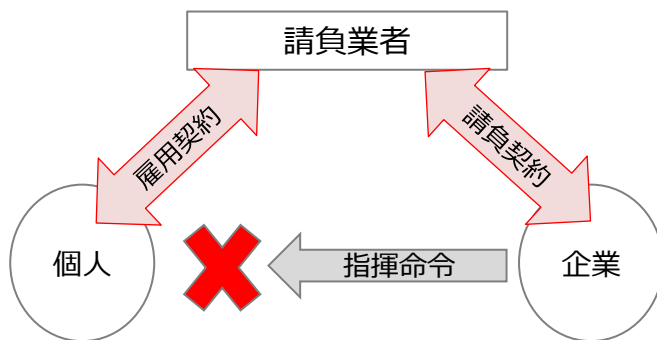 請負業者
雇用契約
請負契約
個人
指揮命令
企業